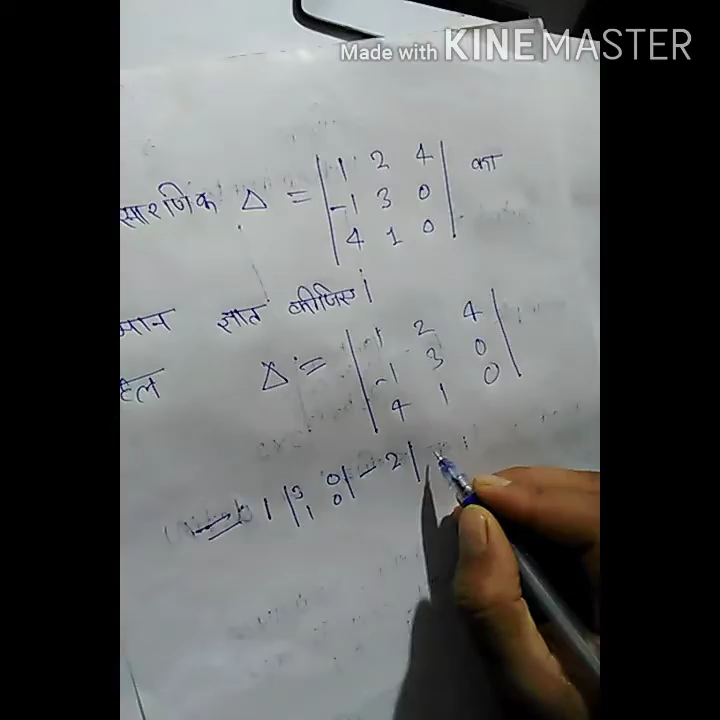 Made with KINEMASTER
सारणिक Δ = | 1 2 4 | का
| -1 3 0 |
| 4 1 0 |
मान ज्ञात कीजिए।
हल Δ = | 1 2 4 |
| -1 3 0 |
| 4 1 0 |
= 1 | 3 0 | - 2 |
| 1 0 |